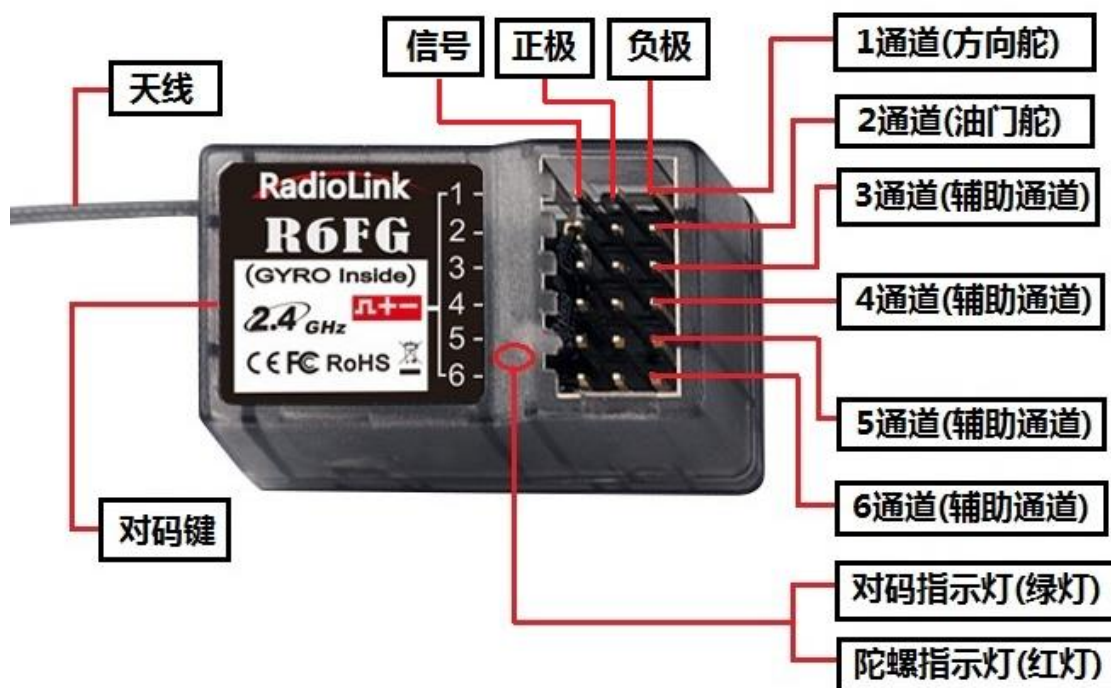 信号
正极
负极
1通道(方向舵)
天线
2通道(油门舵)
3通道(辅助通道)
4通道(辅助通道)
5通道(辅助通道)
6通道(辅助通道)
RadioLink
R6FG
(GYRO Inside)
2.4 GHz
+-
CE FC RoHS
1
2
3
4
5
6
对码键
对码指示灯(绿灯)
陀螺指示灯(红灯)